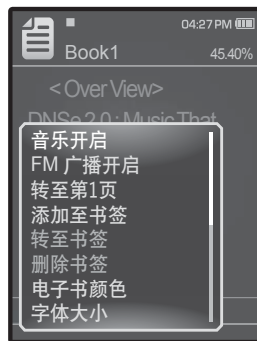 04:27 PM
Book1
45.40%
< Over View>
DNSe 2.0 : Music That
音乐开启
FM 广播开启
转至第1页
添加至书签
转至书签
删除书签
电子书颜色
字体大小